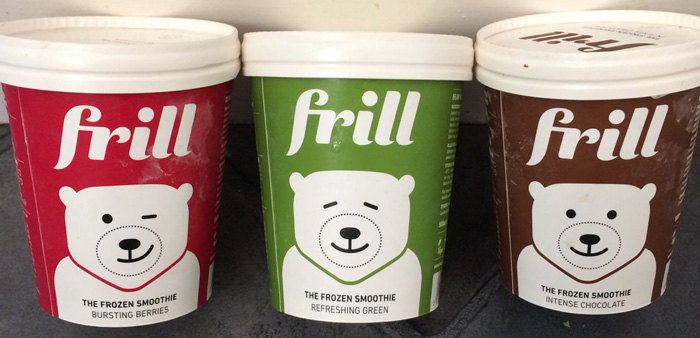 frill
THE FROZEN SMOOTHIE
BURSTING BERRIES
frill
THE FROZEN SMOOTHIE
REFRESHING GREEN
frill
frill
THE FROZEN SMOOTHIE
INTENSE CHOCOLATE